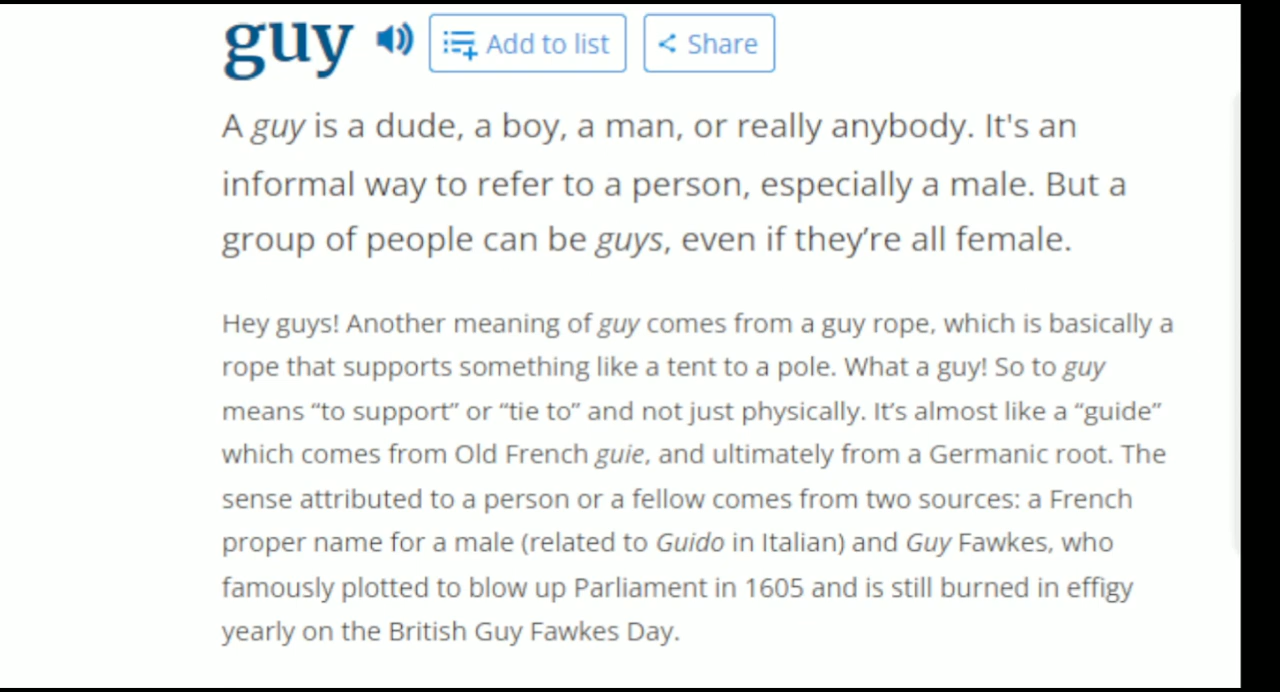 guy Add to list Share
A guy is a dude, a boy, a man, or really anybody. It's an
informal way to refer to a person, especially a male. But a
group of people can be guys, even if they’re all female.
Hey guys! Another meaning of guy comes from a guy rope, which is basically a
rope that supports something like a tent to a pole. What a guy! So to guy
means “to support” or “tie to” and not just physically. It’s almost like a “guide”
which comes from Old French guie, and ultimately from a Germanic root. The
sense attributed to a person or a fellow comes from two sources: a French
proper name for a male (related to Guido in Italian) and Guy Fawkes, who
famously plotted to blow up Parliament in 1605 and is still burned in effigy
yearly on the British Guy Fawkes Day.